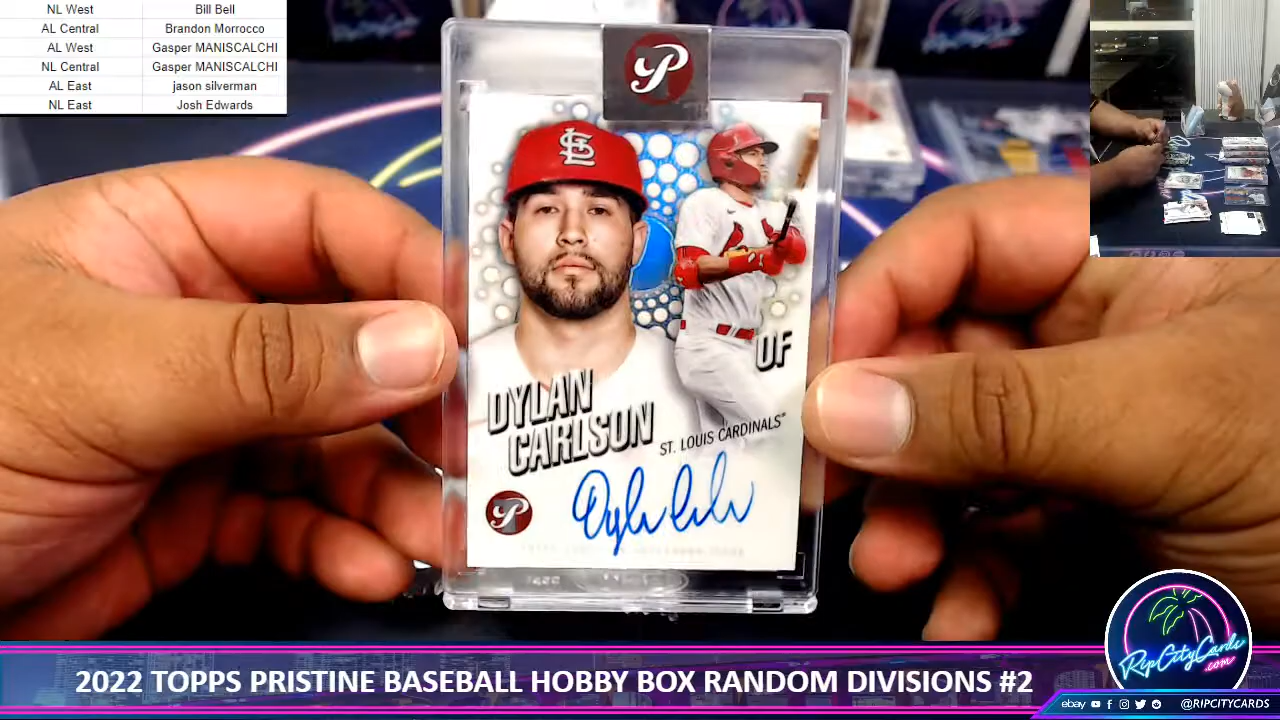 NL West Bill Bell
AL Central Brandon Morrocco
AL West Gasper MANISCALCHI
NL Central Gasper MANISCALCHI
AL East jason silverman
NL East Josh Edwards
P
STL
OF
DYLAN
CARLSON
ST. LOUIS CARDINALS
P
2022 TOPPS PRISTINE BASEBALL HOBBY BOX RANDOM DIVISIONS #2
RipCityCards
.com
ebay @RIPCITYCARDS